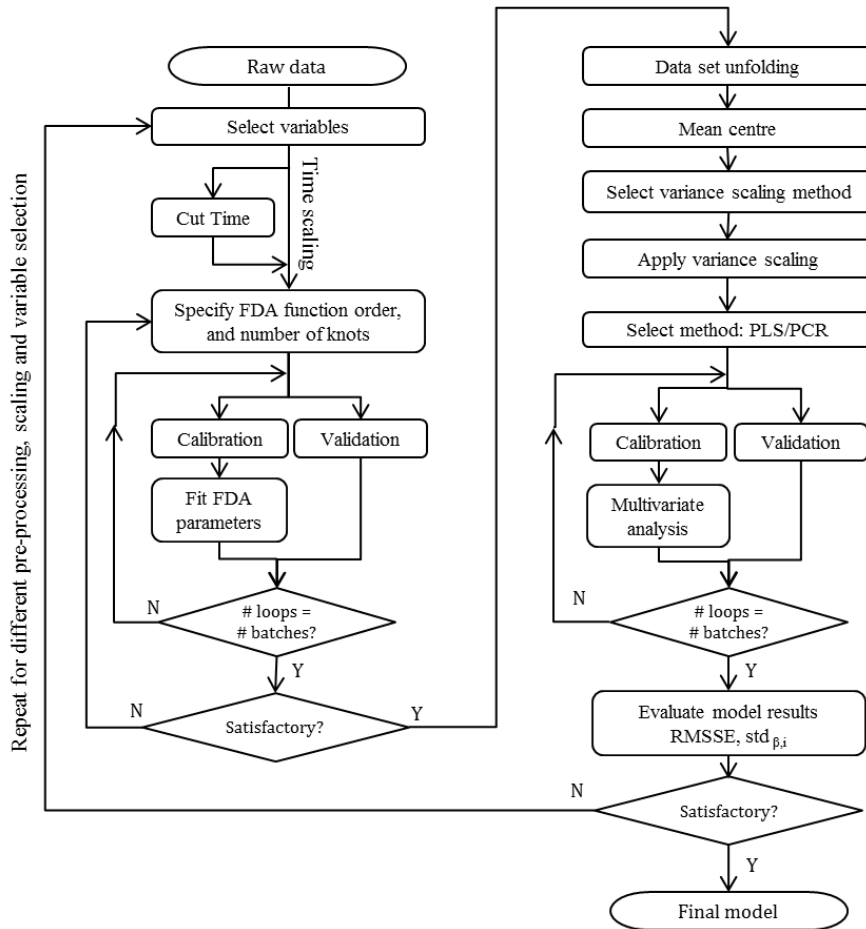 Raw data
Select variables
Time scaling
Cut Time
Specify FDA function order,
and number of knots
Calibration
Validation
Fit FDA
parameters
# loops =
# batches?
N
Y
Satisfactory?
N
Y
Repeat for different pre-processing, scaling and variable selection
Data set unfolding
Mean centre
Select variance scaling method
Apply variance scaling
Select method: PLS/PCR
Calibration
Validation
Multivariate
analysis
# loops =
# batches?
N
Y
Evaluate model results
RMSSE, std β,i
Satisfactory?
N
Y
Final model